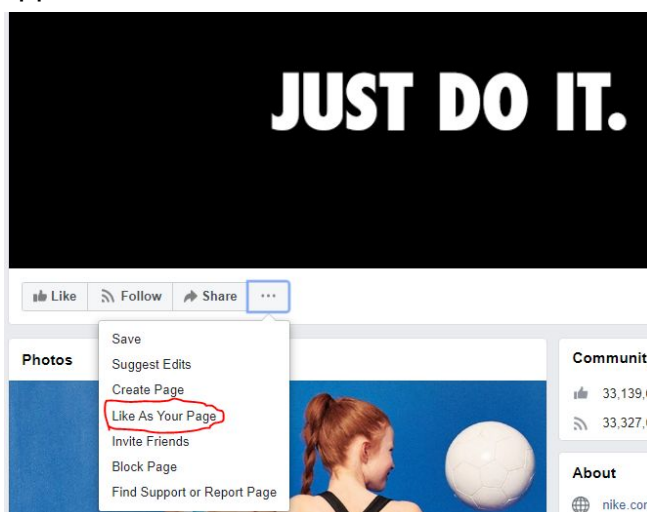 JUST DO IT.
Like Follow Share ...
Save
Suggest Edits
Create Page
Like As Your Page
Invite Friends
Block Page
Find Support or Report Page
Photos
Communit
33,139,
33,327,
About
nike.co